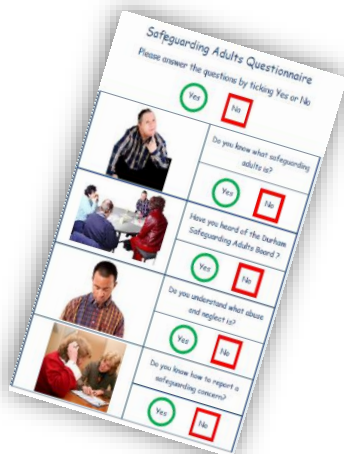 Safeguarding Adults Questionnaire
Please answer the questions by ticking Yes or No
Yes No
Do you know what safeguarding
adults is?
Yes No
Have you heard of the Durham
Safeguarding Adults Board ?
Yes No
Do you understand what abuse
and neglect is?
Yes No
Do you know how to report a
safeguarding concern?
Yes No